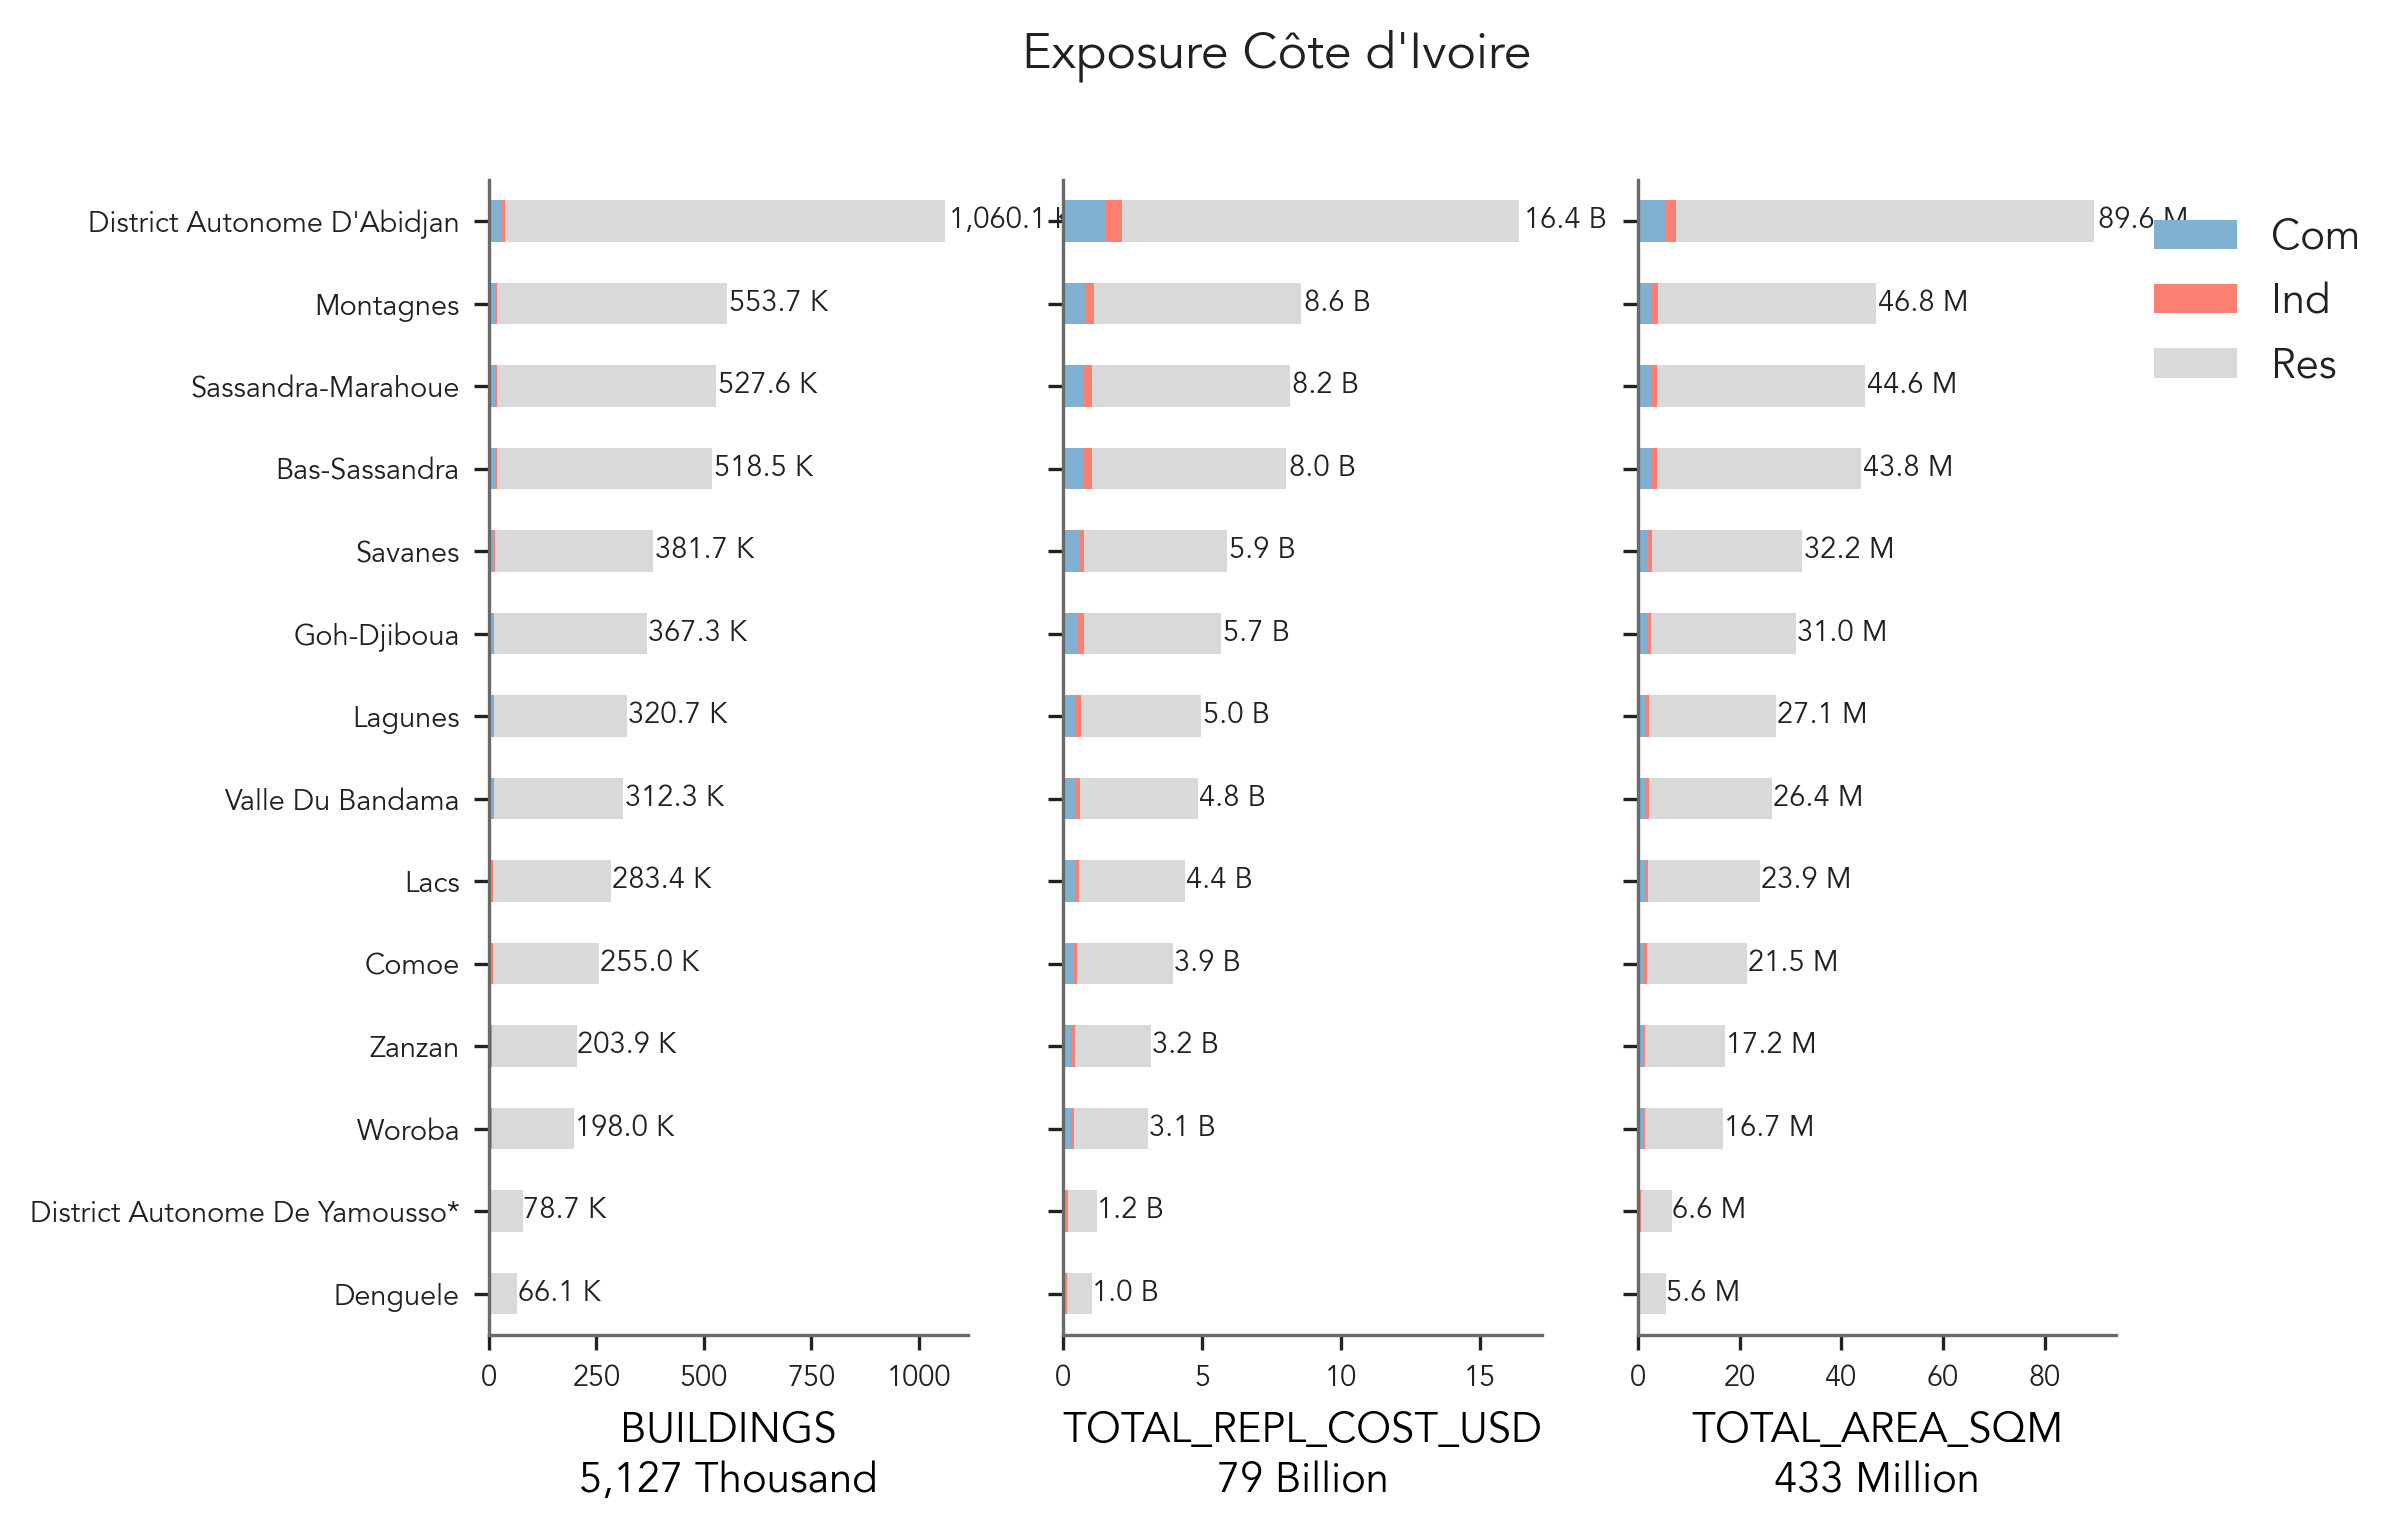 Exposure Côte d'Ivoire
District Autonome D'Abidjan
Montagnes
Sassandra-Marahoue
Bas-Sassandra
Savanes
Goh-Djiboua
Lagunes
Valle Du Bandama
Lacs
Comoe
Zanzan
Woroba
District Autonome De Yamousso*
Denguele
1,060.1 K
553.7 K
527.6 K
518.5 K
381.7 K
367.3 K
320.7 K
312.3 K
283.4 K
255.0 K
203.9 K
198.0 K
78.7 K
66.1 K
0 250 500 750 1000
BUILDINGS
5,127 Thousand
16.4 B
8.6 B
8.2 B
8.0 B
5.9 B
5.7 B
5.0 B
4.8 B
4.4 B
3.9 B
3.2 B
3.1 B
1.2 B
1.0 B
0 5 10 15
TOTAL_REPL_COST_USD
79 Billion
89.6 M
46.8 M
44.6 M
43.8 M
32.2 M
31.0 M
27.1 M
26.4 M
23.9 M
21.5 M
17.2 M
16.7 M
6.6 M
5.6 M
0 20 40 60 80
TOTAL_AREA_SQM
433 Million
Com
Ind
Res